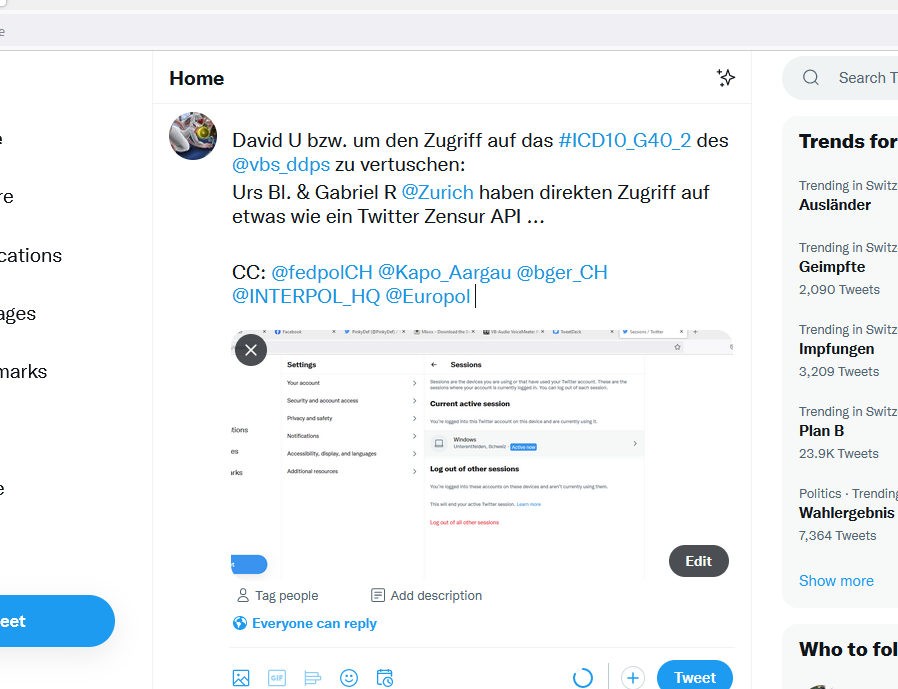 e
Home
Search T
David U bzw. um den Zugriff auf das #ICD10_G40_2 des
@vbs_ddps zu vertuschen:
Urs Bl. & Gabriel R @Zurich haben direkten Zugriff auf
etwas wie ein Twitter Zensur API ...
CC: @fedpolCH @Kapo_Aargau @bger_CH
@INTERPOL_HQ @Europol
e
re
cations
ages
marks
e
eet
Facebook
Sessions / Twitter
Settings
Your account
Security and account access
Privacy and safety
Notifications
Accessibility, display, and languages
Additional resources
tions
es
arks
et
Sessions
Sessions are the devices you are using or that have used your Twitter account. These are the
sessions where your account is currently logged in. You can log out of each session.
Current active session
You're logged into this Twitter account on this device and are currently using it.
Windows
Unterentfelden, Schweiz · Active now
Log out of other sessions
You're logged into these accounts on these devices and aren't currently using them.
This will end your active Twitter session. Learn more
Log out of all other sessions
Edit
Tag people
Add description
Everyone can reply
GIF
Tweet
Trends for
Trending in Switz
Ausländer
Trending in Switz
Geimpfte
2,090 Tweets
Trending in Switz
Impfungen
3,209 Tweets
Trending in Switz
Plan B
23.9K Tweets
Politics · Trending
Wahlergebnis
7,364 Tweets
Show more
Who to fol